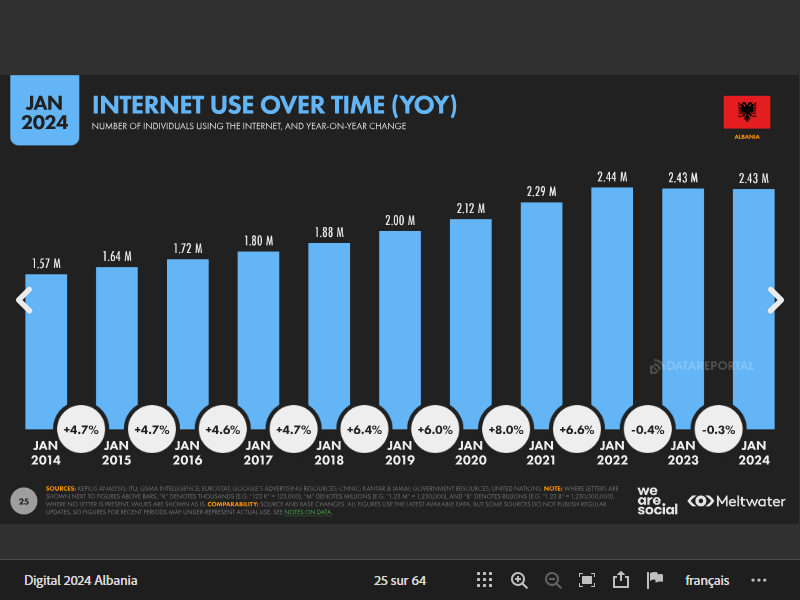 JAN
2024
INTERNET USE OVER TIME (YOY)
NUMBER OF INDIVIDUALS USING THE INTERNET, AND YEAR-ON-YEAR CHANGE
ALBANIA
1.57 M
1.64 M
1.72 M
1.80 M
1.88 M
2.00 M
2.12 M
2.29 M
2.44 M
2.43 M
2.43 M
DATAREPORTAL
+4.7%
+4.7%
+4.6%
+4.7%
+6.4%
+6.0%
+8.0%
+6.6%
-0.4%
-0.3%
JAN 2014
JAN 2015
JAN 2016
JAN 2017
JAN 2018
JAN 2019
JAN 2020
JAN 2021
JAN 2022
JAN 2023
JAN 2024
25
SOURCES: KEPIOS ANALYSIS; ITU; GSMA INTELLIGENCE; EUROSTAT; GOOGLE'S ADVERTISING RESOURCES; CNNIC; KANTAR & IAMAI; GOVERNMENT RESOURCES; UNITED NATIONS. NOTE: WHERE LETTERS ARE
SHOWN NEXT TO FIGURES ABOVE BARS, "K" DENOTES THOUSANDS (E.G. "123 K" = 123,000), "M" DENOTES MILLIONS (E.G. "1.23 M" = 1,230,000), AND "B" DENOTES BILLIONS (E.G. "1.23 B" = 1,230,000,000).
WHERE NO LETTER IS PRESENT, VALUES ARE SHOWN AS IS. COMPARABILITY: SOURCE AND BASE CHANGES. ALL FIGURES USE THE LATEST AVAILABLE DATA, BUT SOME SOURCES DO NOT PUBLISH REGULAR
UPDATES, SO FIGURES FOR RECENT PERIODS MAY UNDER-REPRESENT ACTUAL USE. SEE NOTES ON DATA.
we
are.
social
Meltwater
Digital 2024 Albania
25 sur 64
français